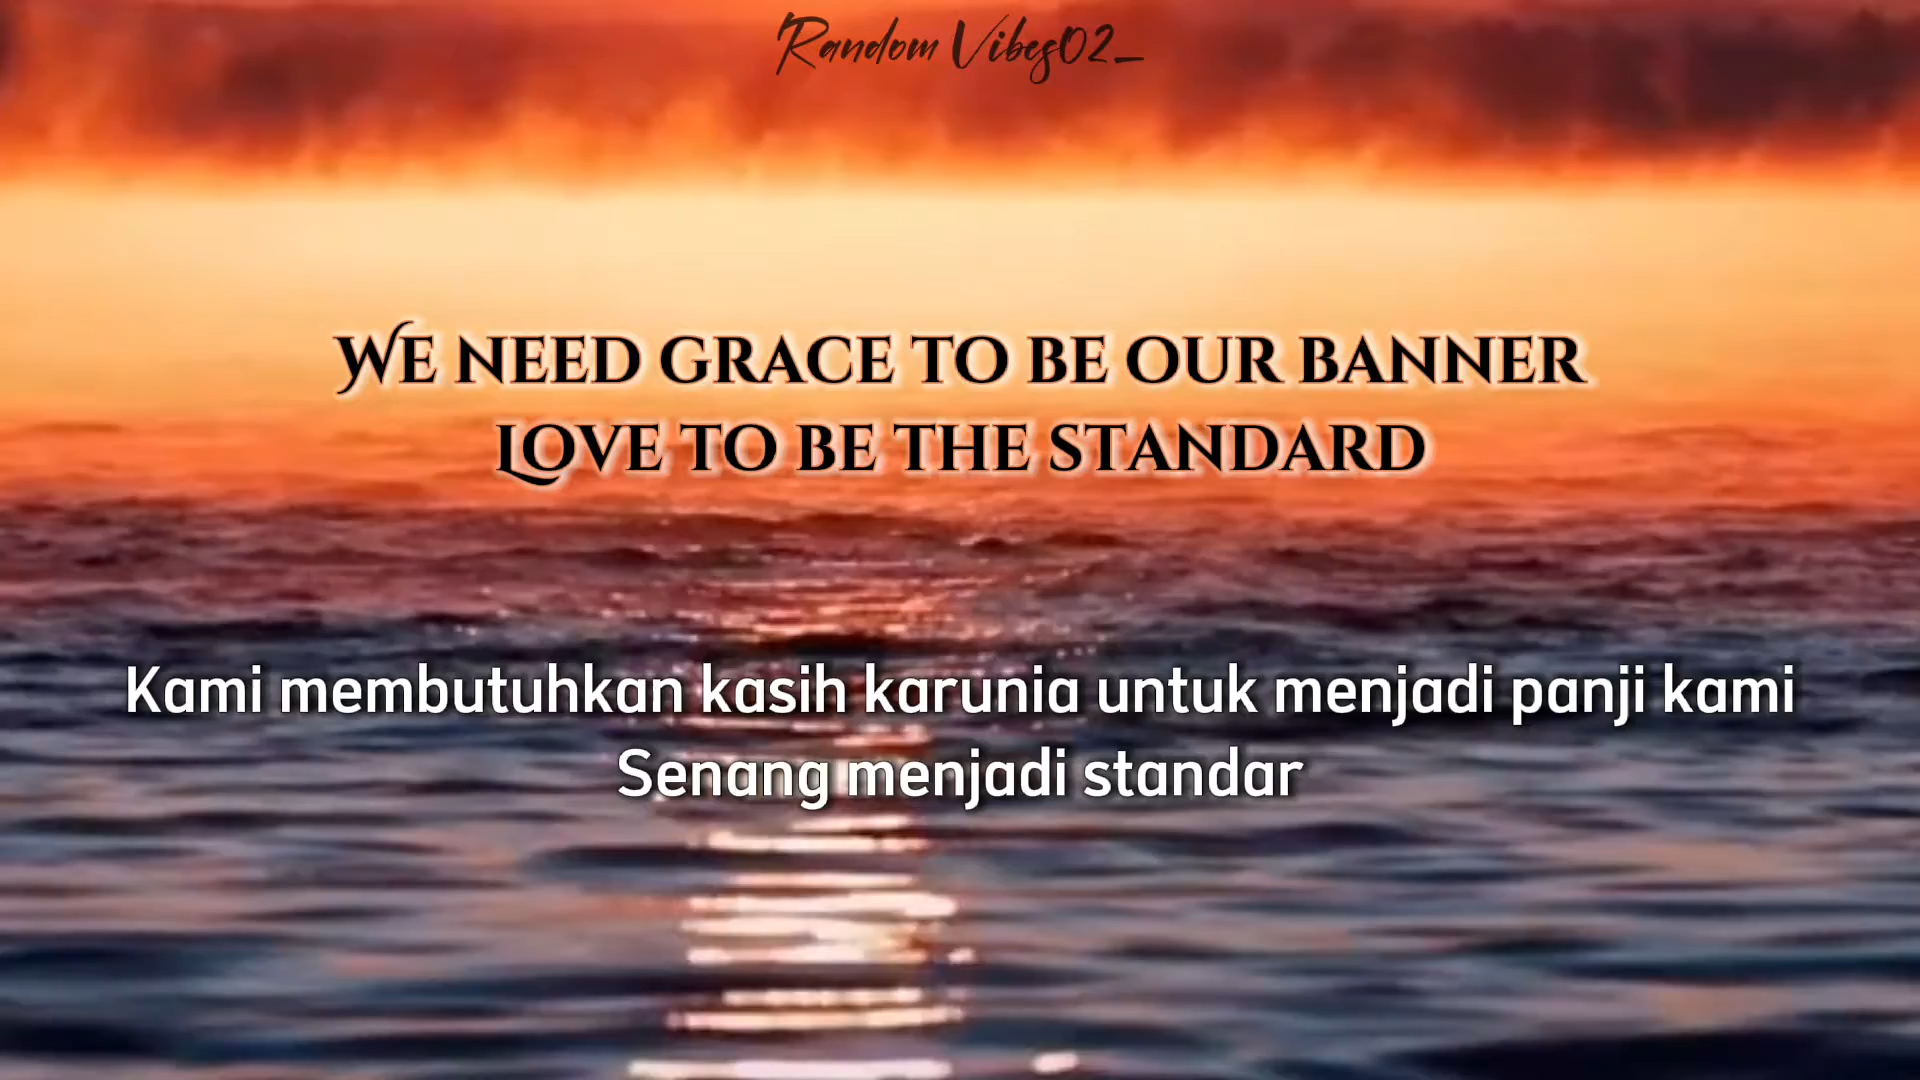 Random Vibes02_
We need grace to be our banner
Love to be the standard
Kami membutuhkan kasih karunia untuk menjadi panji kami
Senang menjadi standar